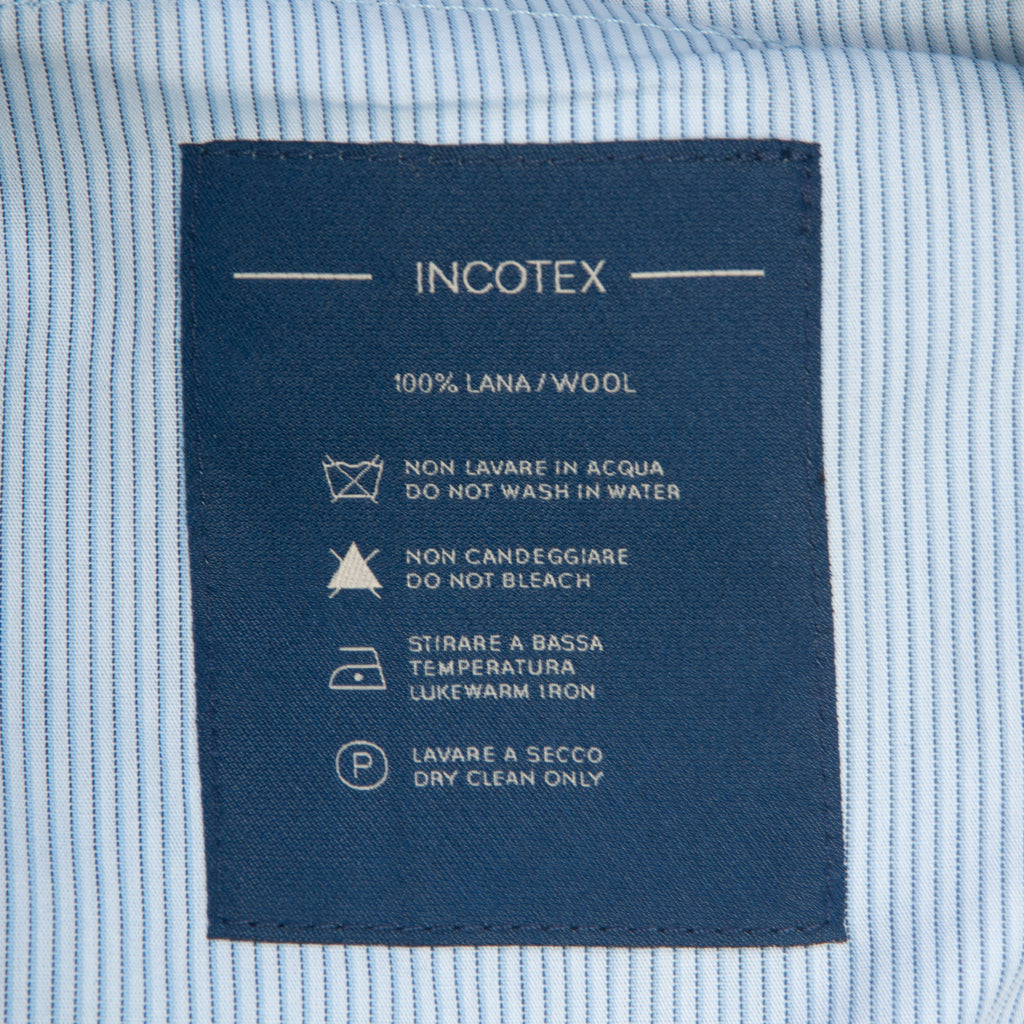 INCOTEX
100% LANA / WOOL
NON LAVARE IN ACQUA
DO NOT WASH IN WATER
NON CANDEGGIARE
DO NOT BLEACH
STIRARE A BASSA
TEMPERATURA
LUKEWARM IRON
P
LAVARE A SECCO
DRY CLEAN ONLY